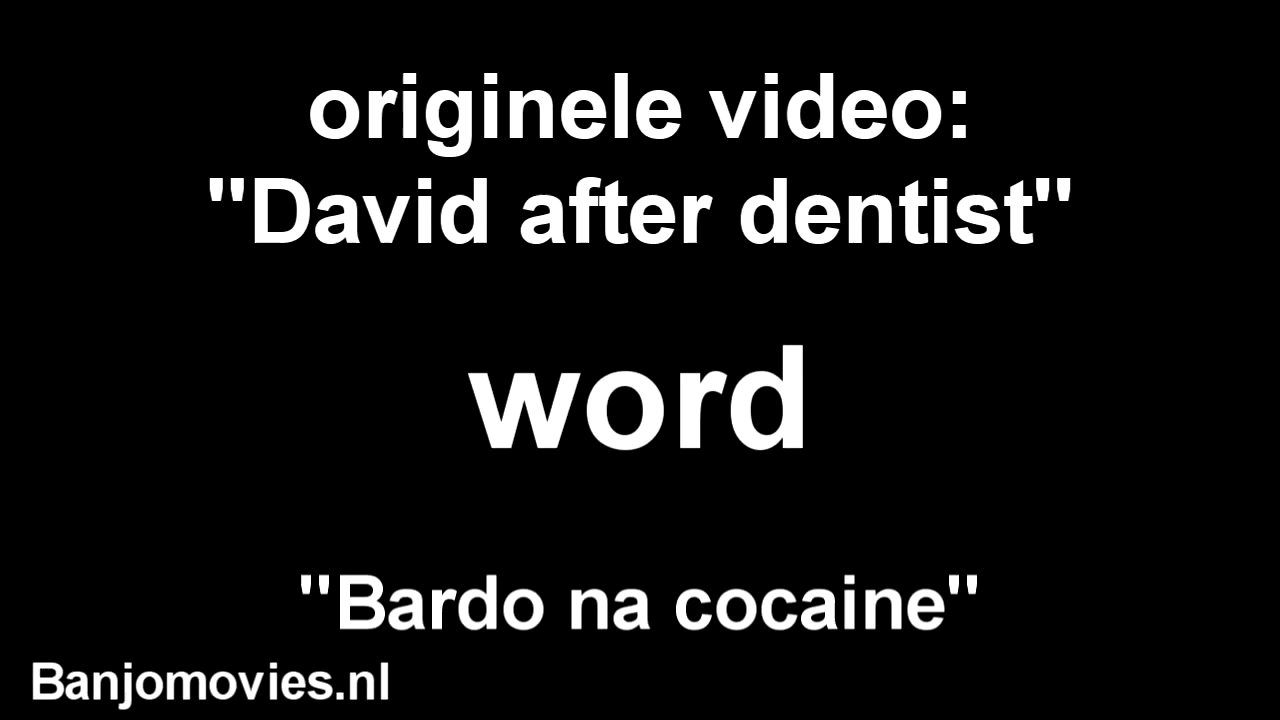 originele video:
"David after dentist"
word
"Bardo na cocaine"
Banjomovies.nl